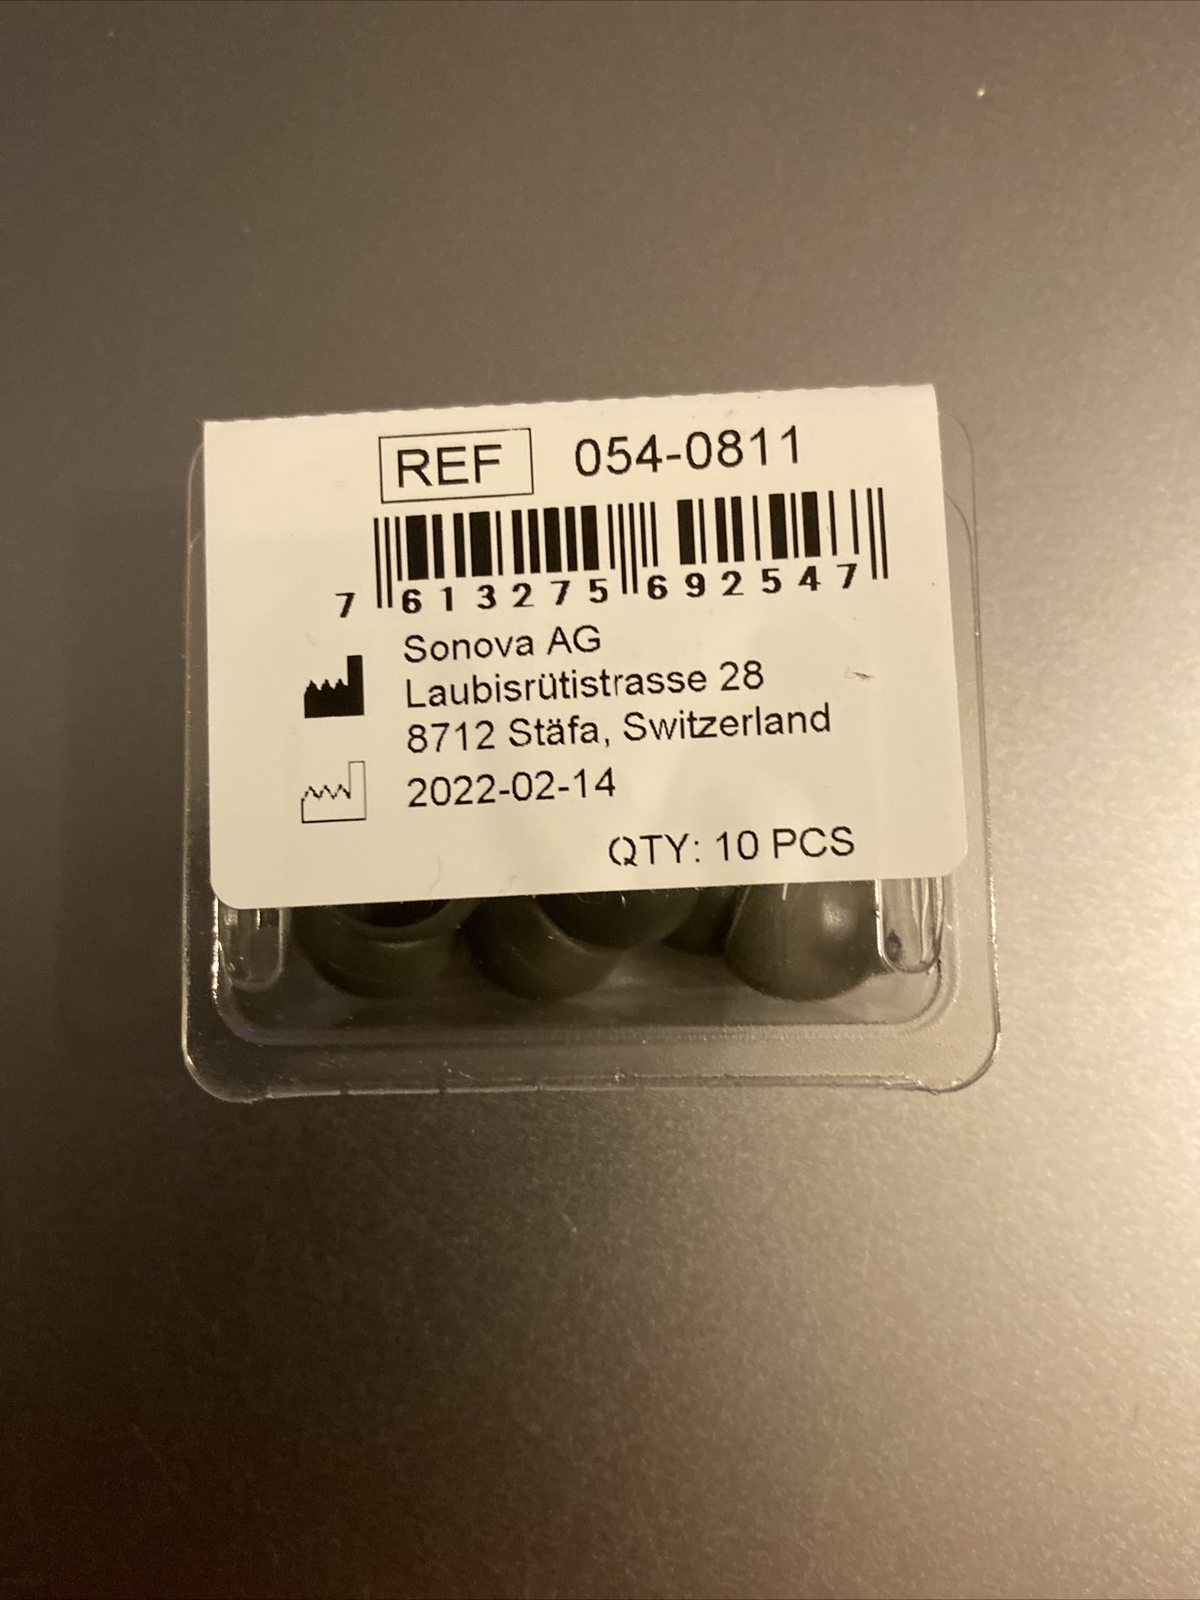 REF 054-0811
7 613275 692547
Sonova AG
Laubisrütistrasse 28
8712 Stäfa, Switzerland
2022-02-14
QTY: 10 PCS